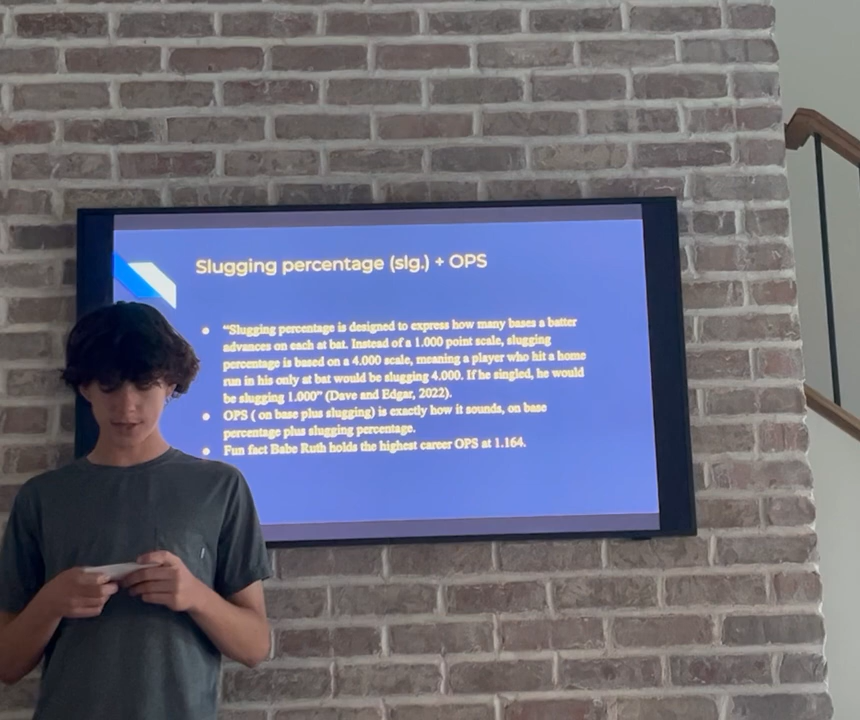 Slugging percentage (slg.) + OPS
● “Slugging percentage is designed to express how many bases a batter
advances on each at bat. Instead of a 1.000 point scale, slugging
percentage is based on a 4.000 scale, meaning a player who hit a home
run in his only at bat would be slugging 4.000. If he singled, he would
be slugging 1.000” (Dave and Edgar, 2022).
● OPS ( on base plus slugging) is exactly how it sounds, on base
percentage plus slugging percentage.
● Fun fact Babe Ruth holds the highest career OPS at 1.164.